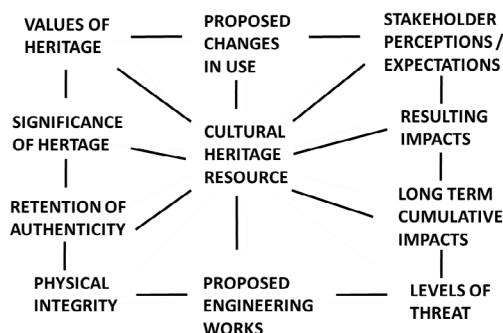 VALUES OF
HERITAGE
PROPOSED
CHANGES
IN USE
STAKEHOLDER
PERCEPTIONS /
EXPECTATIONS
SIGNIFICANCE
OF HERTAGE
CULTURAL
HERITAGE
RESOURCE
RESULTING
IMPACTS
RETENTION OF
AUTHENTICITY
LONG TERM
CUMULATIVE
IMPACTS
PHYSICAL
INTEGRITY
PROPOSED
ENGINEERING
WORKS
LEVELS OF
THREAT